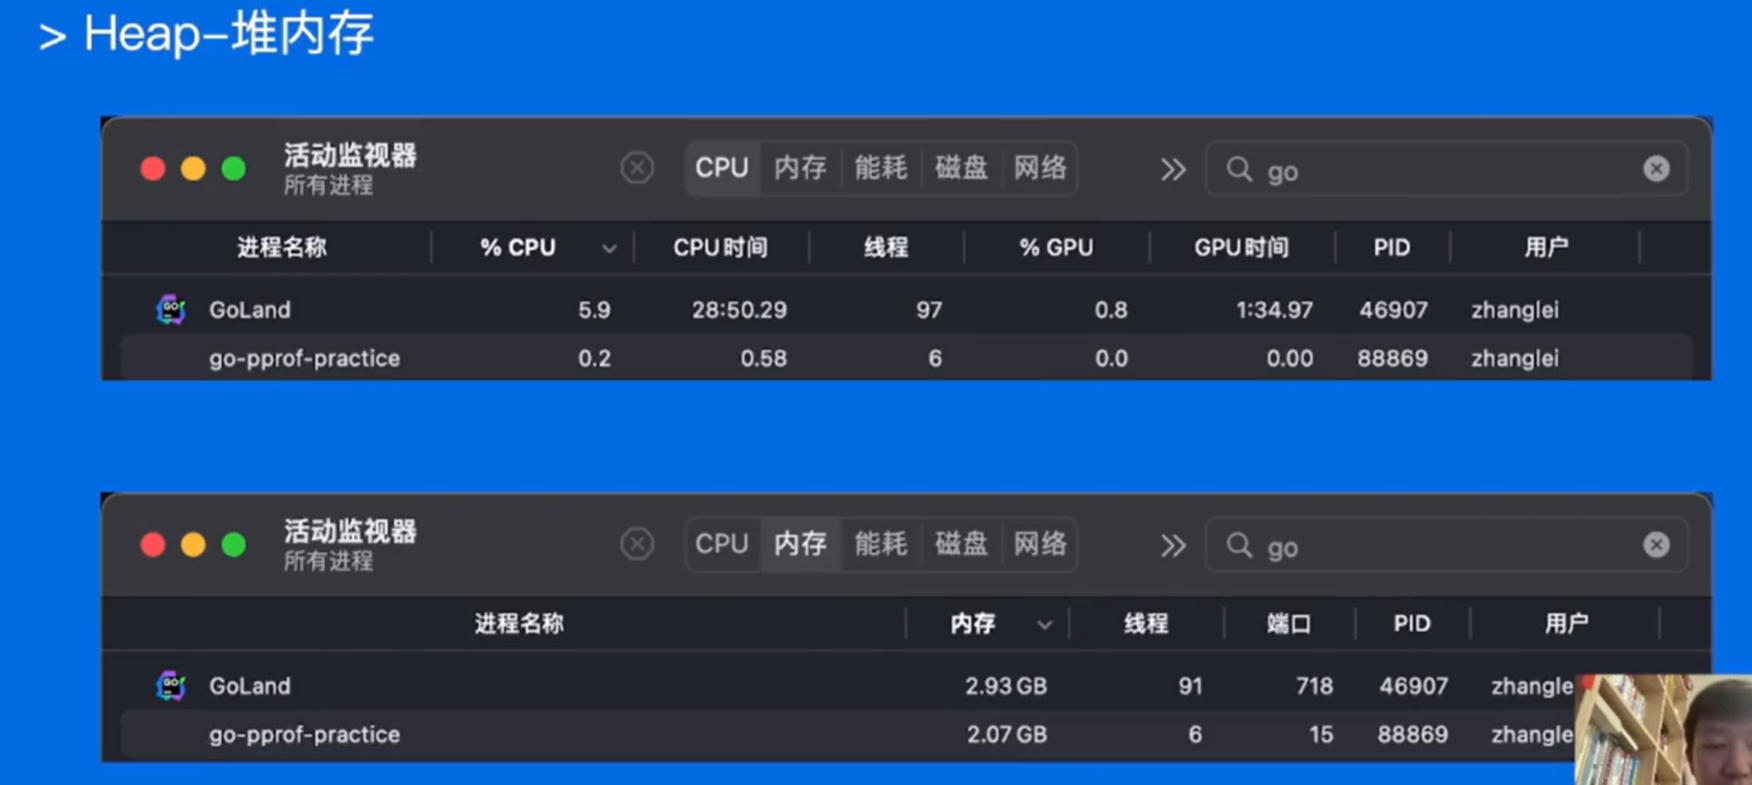 > Heap-堆内存
活动监视器
所有进程
CPU 内存 能耗 磁盘 网络
go
进程名称 % CPU CPU时间 线程 % GPU GPU时间 PID 用户
GoLand 5.9 28:50.29 97 0.8 1:34.97 46907 zhanglei
go-pprof-practice 0.2 0.58 6 0.0 0.00 88869 zhanglei
活动监视器
所有进程
CPU 内存 能耗 磁盘 网络
go
进程名称 内存 线程 端口 PID 用户
GoLand 2.93 GB 91 718 46907 zhangle
go-pprof-practice 2.07 GB 6 15 88869 zhangle